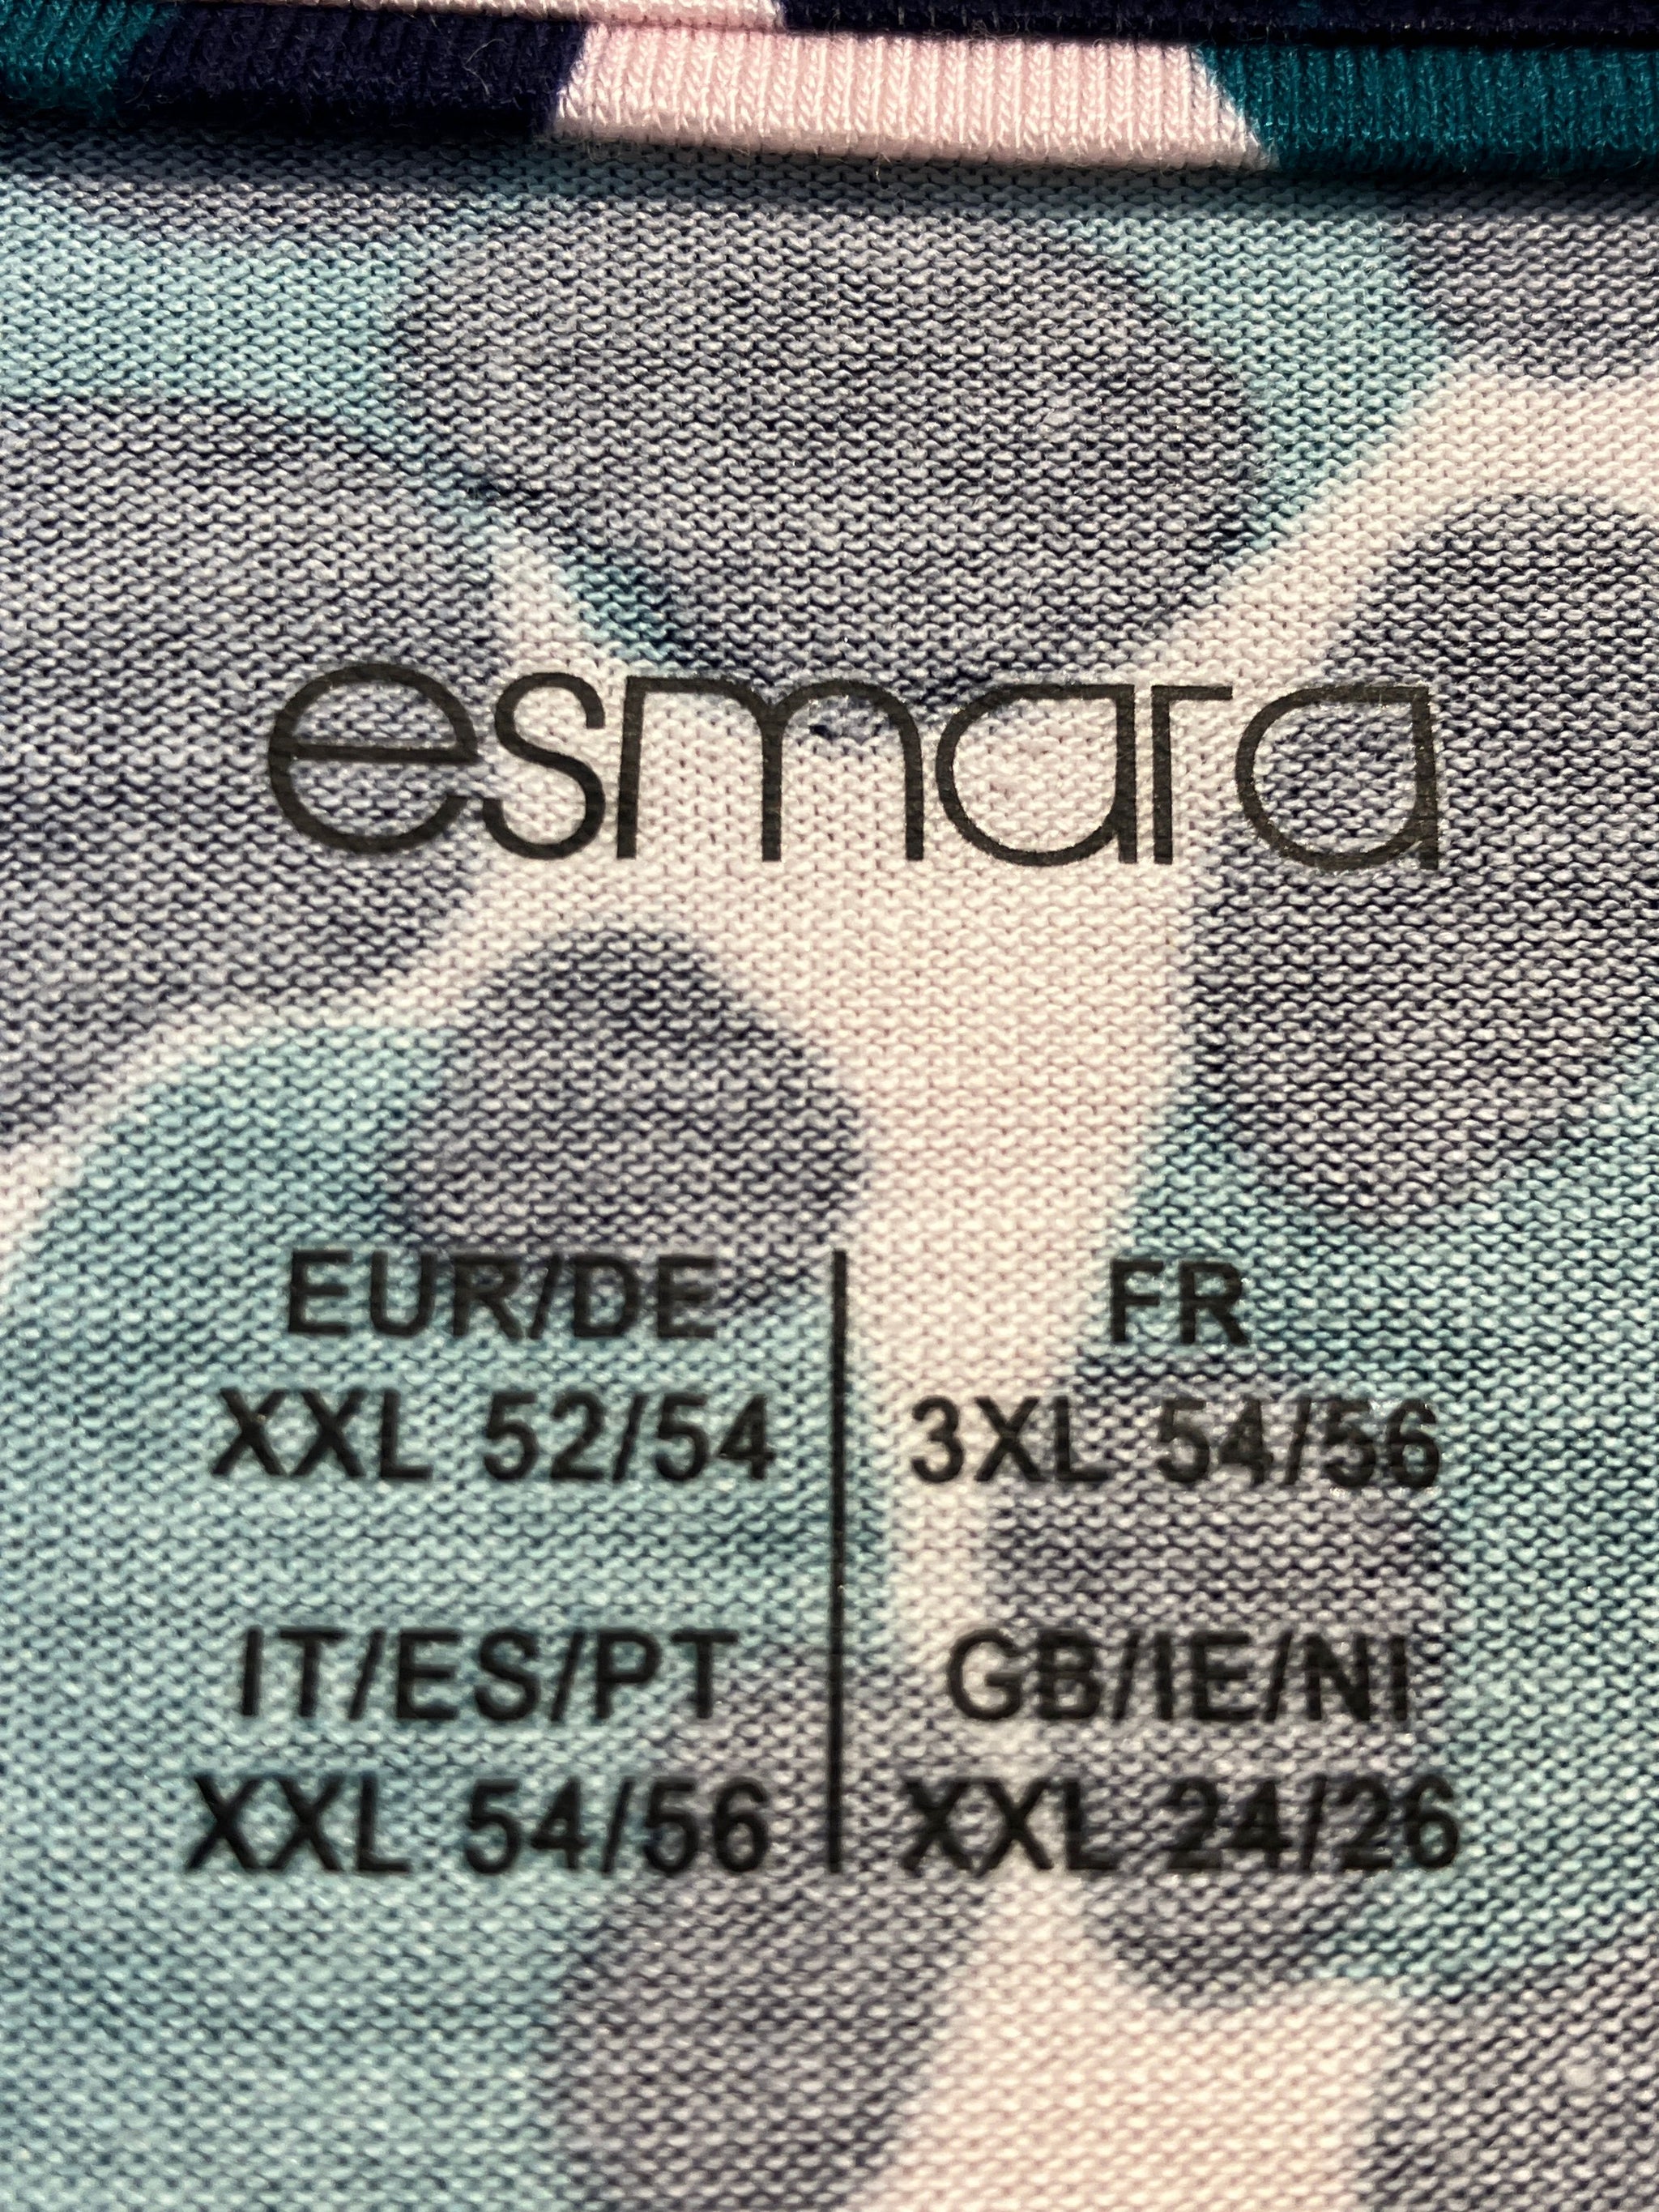 esmara
EUR/DE
XXL 52/54
FR
3XL 54/56
IT/ES/PT
XXL 54/56
GB/IE/NI
XXL 24/26